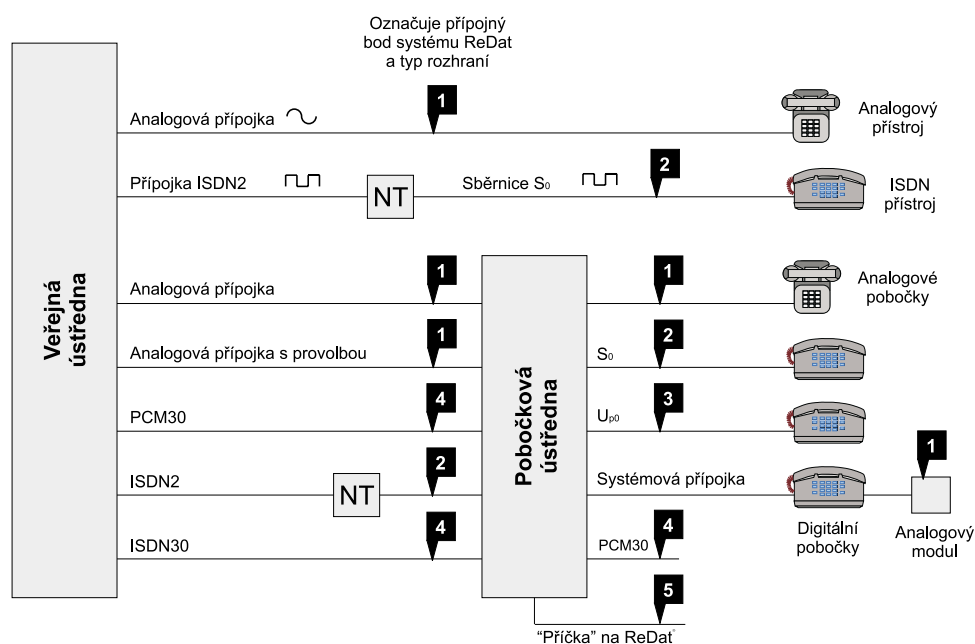 Označuje přípojný
bod systému ReDat
a typ rozhraní
1
Analogová přípojka
Analogový
přístroj
2
Přípojka ISDN2
NT
Sběrnice S0
ISDN
přístroj
Veřejná
ústředna
Pobočková
ústředna
1
1
Analogová přípojka
Analogové
pobočky
1
2
Analogová přípojka s provolbou
S0
4
3
PCM30
Up0
2
1
ISDN2
NT
Systémová přípojka
Digitální
pobočky
Analogový
modul
4
4
ISDN30
PCM30
5
"Příčka" na ReDat